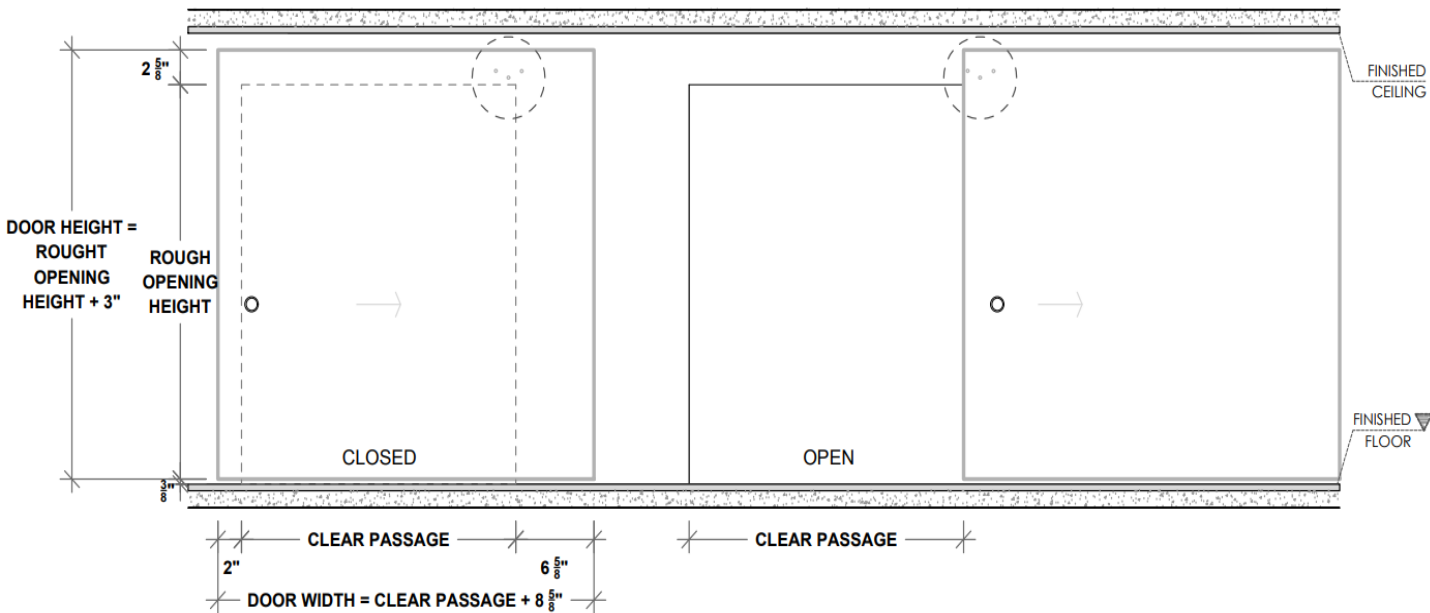 2 5/8"
FINISHED
CEILING
DOOR HEIGHT =
ROUGHT
OPENING
HEIGHT + 3"
ROUGH
OPENING
HEIGHT
CLOSED
OPEN
FINISHED
FLOOR
3/8"
CLEAR PASSAGE
CLEAR PASSAGE
2"
6 5/8"
DOOR WIDTH = CLEAR PASSAGE + 8 5/8"